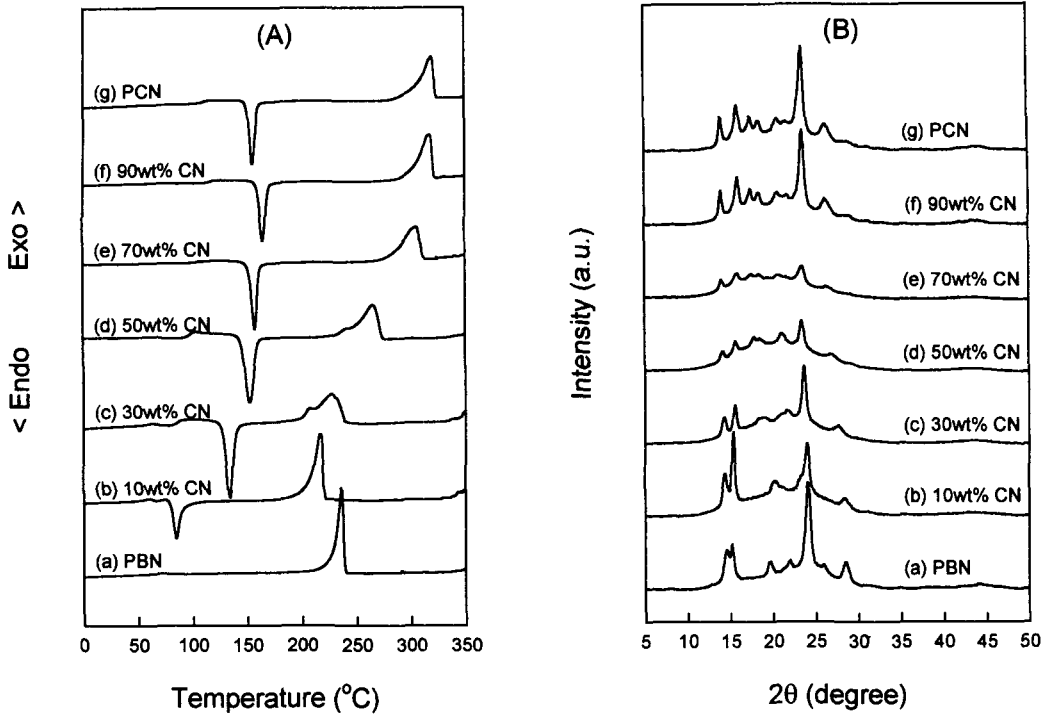 (A)
(g) PCN
(f) 90wt% CN
(e) 70wt% CN
(d) 50wt% CN
(c) 30wt% CN
(b) 10wt% CN
(a) PBN
< Endo Exo >
0 50 100 150 200 250 300 350
Temperature (°C)
(B)
(g) PCN
(f) 90wt% CN
(e) 70wt% CN
(d) 50wt% CN
(c) 30wt% CN
(b) 10wt% CN
(a) PBN
Intensity (a.u.)
5 10 15 20 25 30 35 40 45 50
2θ (degree)